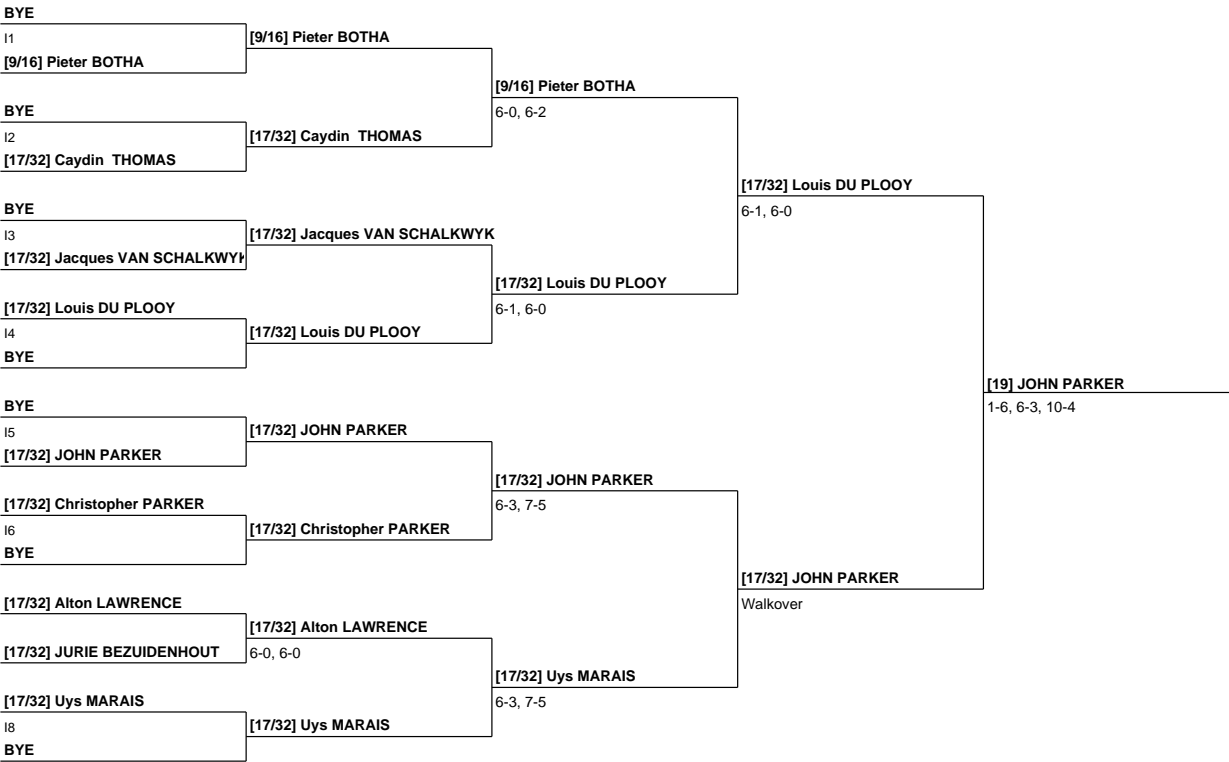 BYE
I1
[9/16] Pieter BOTHA
[9/16] Pieter BOTHA
[9/16] Pieter BOTHA
6-0, 6-2
BYE
I2
[17/32] Caydin THOMAS
[17/32] Caydin THOMAS
[17/32] Louis DU PLOOY
6-1, 6-0
BYE
I3
[17/32] Jacques VAN SCHALKWYK
[17/32] Jacques VAN SCHALKWYK
[17/32] Louis DU PLOOY
6-1, 6-0
[17/32] Louis DU PLOOY
I4
BYE
[17/32] Louis DU PLOOY
[19] JOHN PARKER
1-6, 6-3, 10-4
BYE
I5
[17/32] JOHN PARKER
[17/32] JOHN PARKER
[17/32] JOHN PARKER
6-3, 7-5
[17/32] Christopher PARKER
I6
BYE
[17/32] Christopher PARKER
[17/32] JOHN PARKER
Walkover
[17/32] Alton LAWRENCE
[17/32] JURIE BEZUIDENHOUT
[17/32] Alton LAWRENCE
6-0, 6-0
[17/32] Uys MARAIS
6-3, 7-5
[17/32] Uys MARAIS
I8
BYE
[17/32] Uys MARAIS